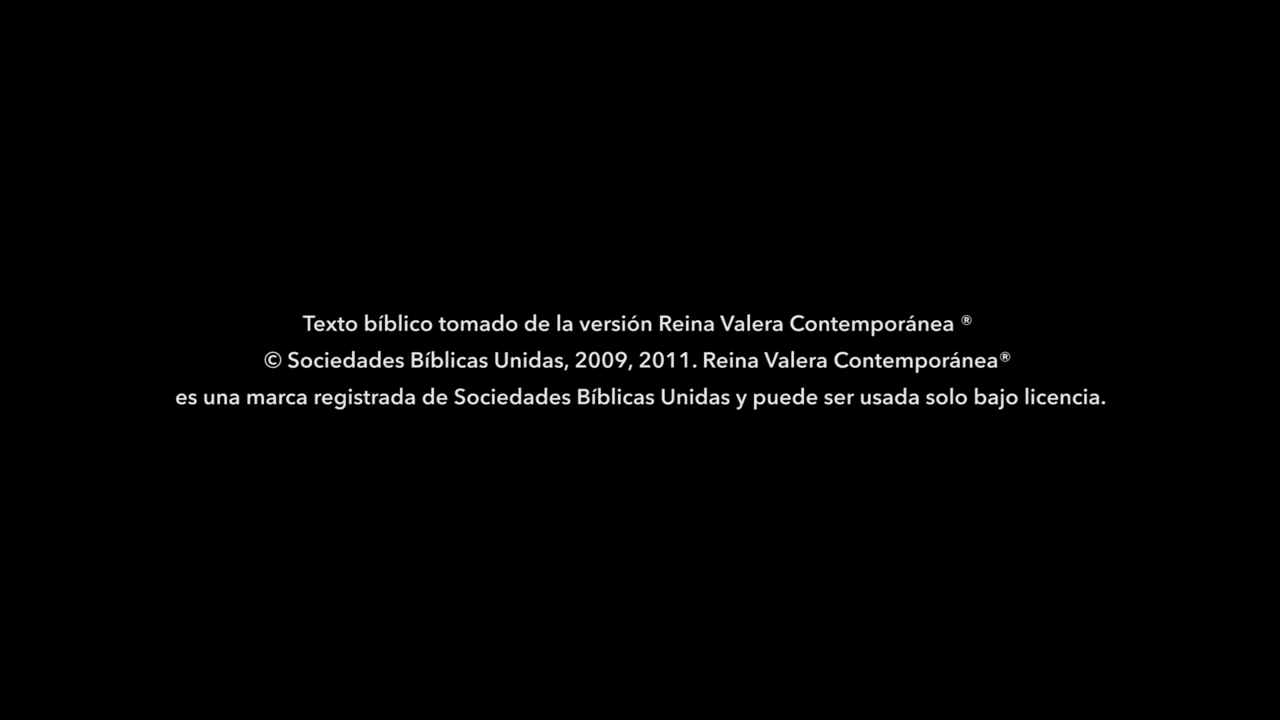 Texto bíblico tomado de la versión Reina Valera Contemporánea ®
© Sociedades Bíblicas Unidas, 2009, 2011. Reina Valera Contemporánea®
es una marca registrada de Sociedades Bíblicas Unidas y puede ser usada solo bajo licencia.